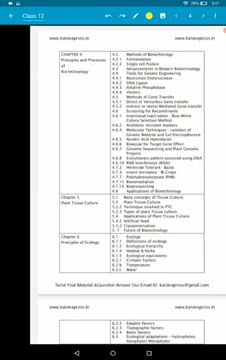 9:47
Class 12
4
www.kalviexpress.in
www.kalviexpress.in
CHAPTER 4
Principles and Processes
of
Biotechnology
4.2 Methods of Biotechnology
4.2.1 Fermentation
4.2.2 Single cell Protein
4.3 Advancements in Modern Biotechnology
4.4 Tools for Genetic Engineering
4.4.1 Restriction Endonuclease
4.4.2 DNA Ligase
4.4.3 Alkaline Phosphatase
4.4.4 Vectors
4.5 Methods of Gene Transfer
4.5.1 Direct or Vectorless Gene transfer
4.5.2 Indirect or vector-Mediated Gene transfer
4.6 Screening for Recombinants
4.6.1 Insertional Inactivation - Blue White
Colony Selection Method
4.6.2 Antibiotic resistant markers
4.6.4 Molecular Techniques - Isolation of
Genetic Material and Gel Electrophoresis
4.6.5 Nucleic Acid Hybridization
4.6.6 Bioassay for Target Gene Effect
4.6.7 Genome Sequencing and Plant Genome
Projects
4.6.8 Evolutionary pattern assessed using DNA
4.6.10 RNA Interference (RNAi)
4.7.2 Herbicide Tolerant - Basta
4.7.3 Insect resistance - Bt Crops
4.7.7 Polyhydroxybutyrate (PHB)
4.7.11 Bioremediation
4.7.13 Bioprospecting
4.8 Applications of Biotechnology
Chapter 5
Plant Tissue Culture
5.1 Basic concepts of Tissue Culture
5.2 Plant Tissue Culture
5.2.2 Technique involved in PTC
5.2.3 Types of plant tissue culture
5.4 Applications of Plant Tissue Culture
5.4.2 Artificial Seed
5.5.2 Cryopreservation
5.7 Future of Biotechnology
Chapter 6
Principles of Ecology
6.1 Ecology
6.1.1 Definitions of ecology
6.1.2 Ecological hierarchy
6.1.4 Habitat & Niche
6.1.5 Ecological equivalents
6.2.1 Climatic Factors
Temperature
Water
Send Your Material &Question Answer Our Email ID -kalviexpress@gmail.com
www.kalviexpress.in
www.kalviexpress.in
6.2.2 Edaphic factors
6.2.3 Topographic factors
6.2.4 Biotic factors
6.3 Ecological adaptations - Hydrophytes,
Xerophytes Mesophytes